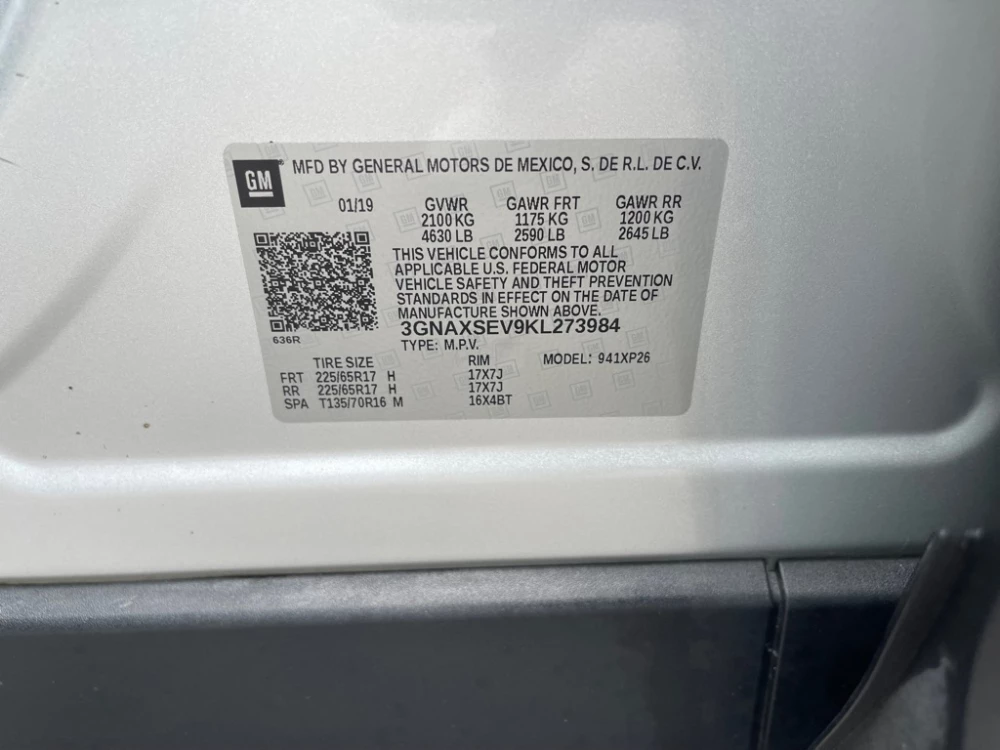 GM
MFD BY GENERAL MOTORS DE MEXICO, S. DE R.L. DE C.V.
01/19 GVWR GAWR FRT GAWR RR
2100 KG 1175 KG 1200 KG
4630 LB 2590 LB 2645 LB
THIS VEHICLE CONFORMS TO ALL
APPLICABLE U.S. FEDERAL MOTOR
VEHICLE SAFETY AND THEFT PREVENTION
STANDARDS IN EFFECT ON THE DATE OF
MANUFACTURE SHOWN ABOVE.
3GNAXSEV9KL273984
636R
TYPE: M.P.V.
TIRE SIZE RIM MODEL: 941XP26
FRT 225/65R17 H 17X7J
RR 225/65R17 H 17X7J
SPA T135/70R16 M 16X4BT